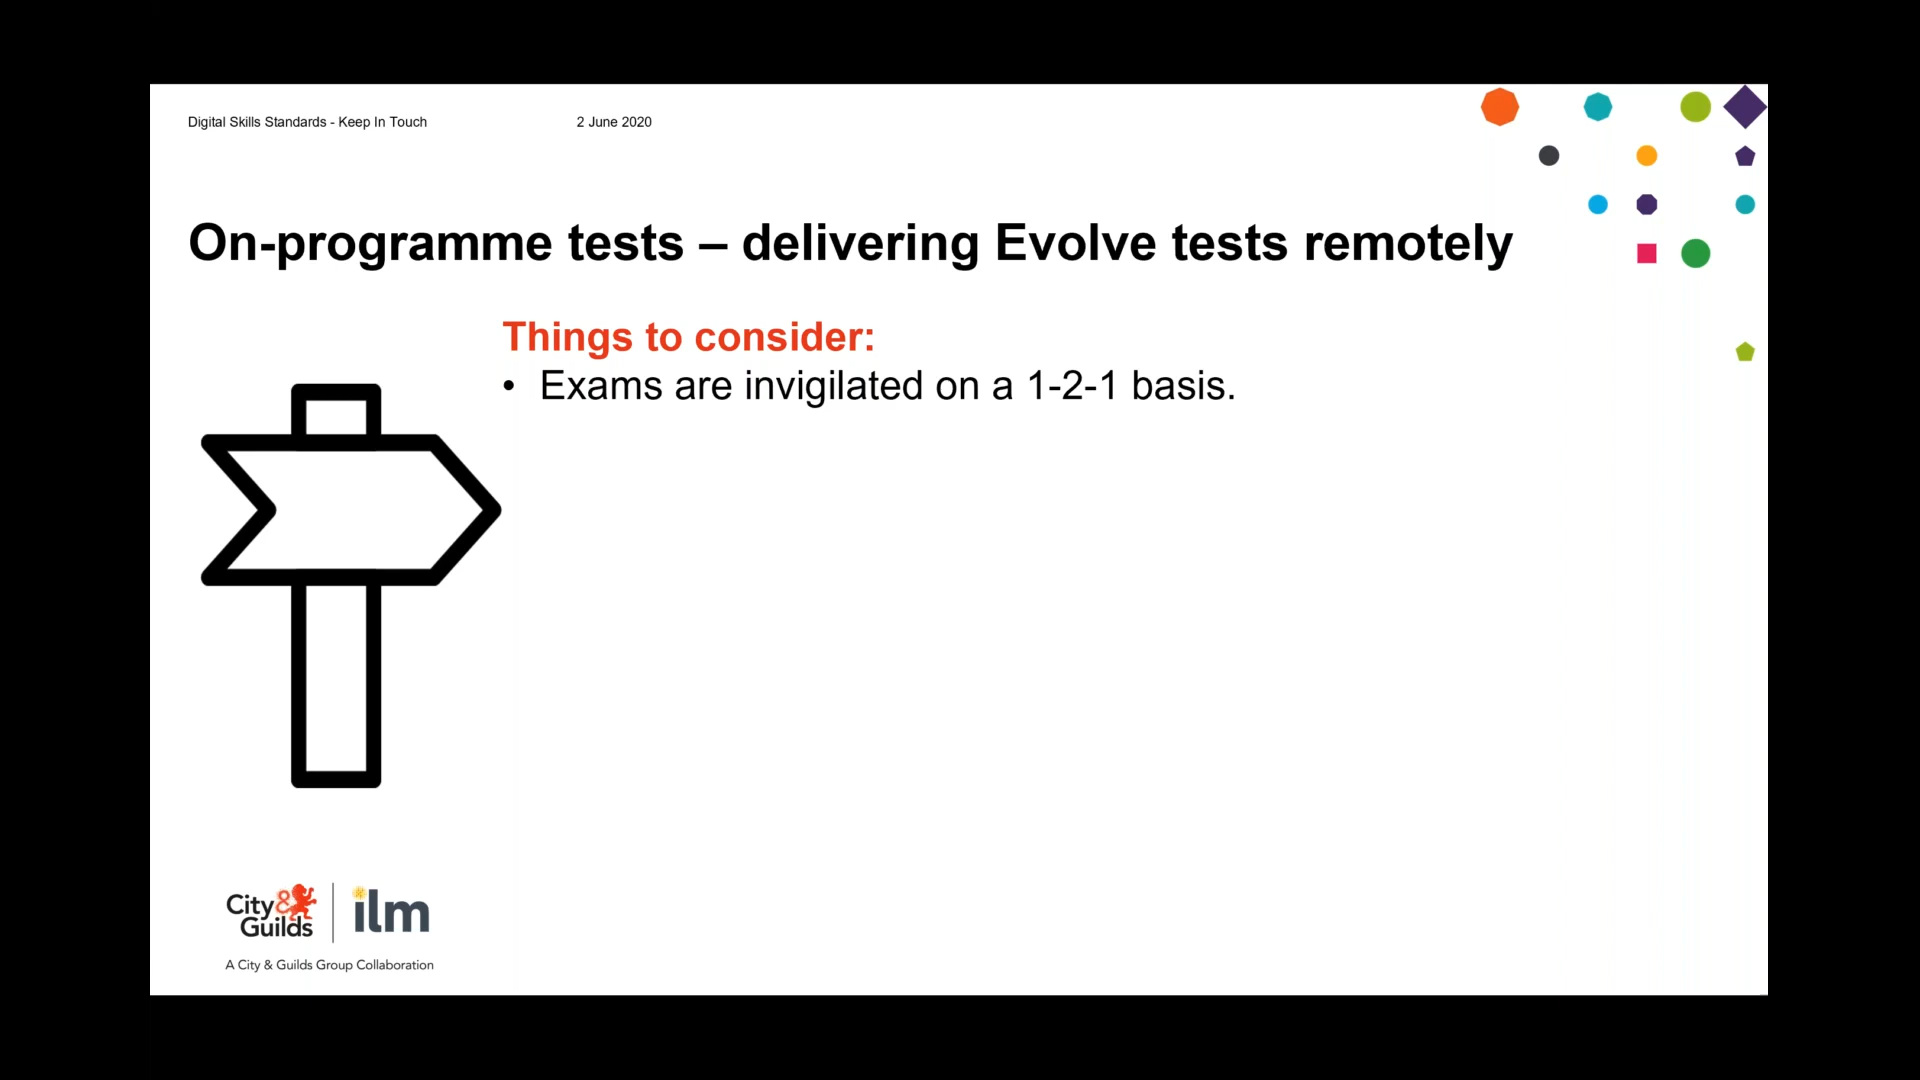 Digital Skills Standards - Keep In Touch 2 June 2020
On-programme tests – delivering Evolve tests remotely
Things to consider:
• Exams are invigilated on a 1-2-1 basis.
City &
Guilds
ilm
A City & Guilds Group Collaboration